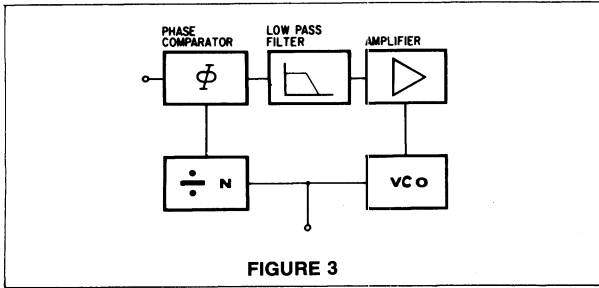 PHASE COMPARATOR
LOW PASS FILTER
AMPLIFIER
Φ
÷ N
VCO
FIGURE 3